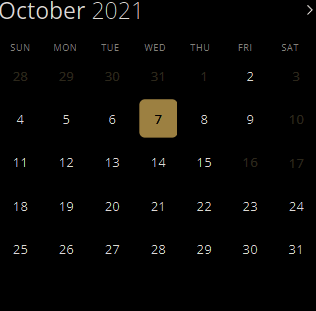 October 2021
SUN MON TUE WED THU FRI SAT
28 29 30 31 1 2 3
4 5 6 7 8 9 10
11 12 13 14 15 16 17
18 19 20 21 22 23 24
25 26 27 28 29 30 31